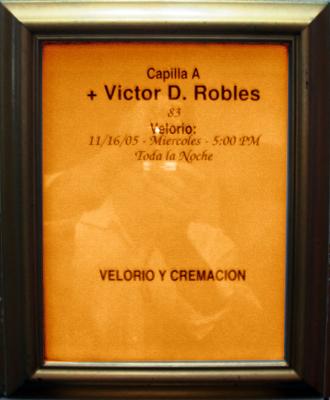 Capilla A
+ Victor D. Robles
83
Velorio:
11/16/05 - Miercoles - 5:00 PM
Toda la Noche
VELORIO Y CREMACION